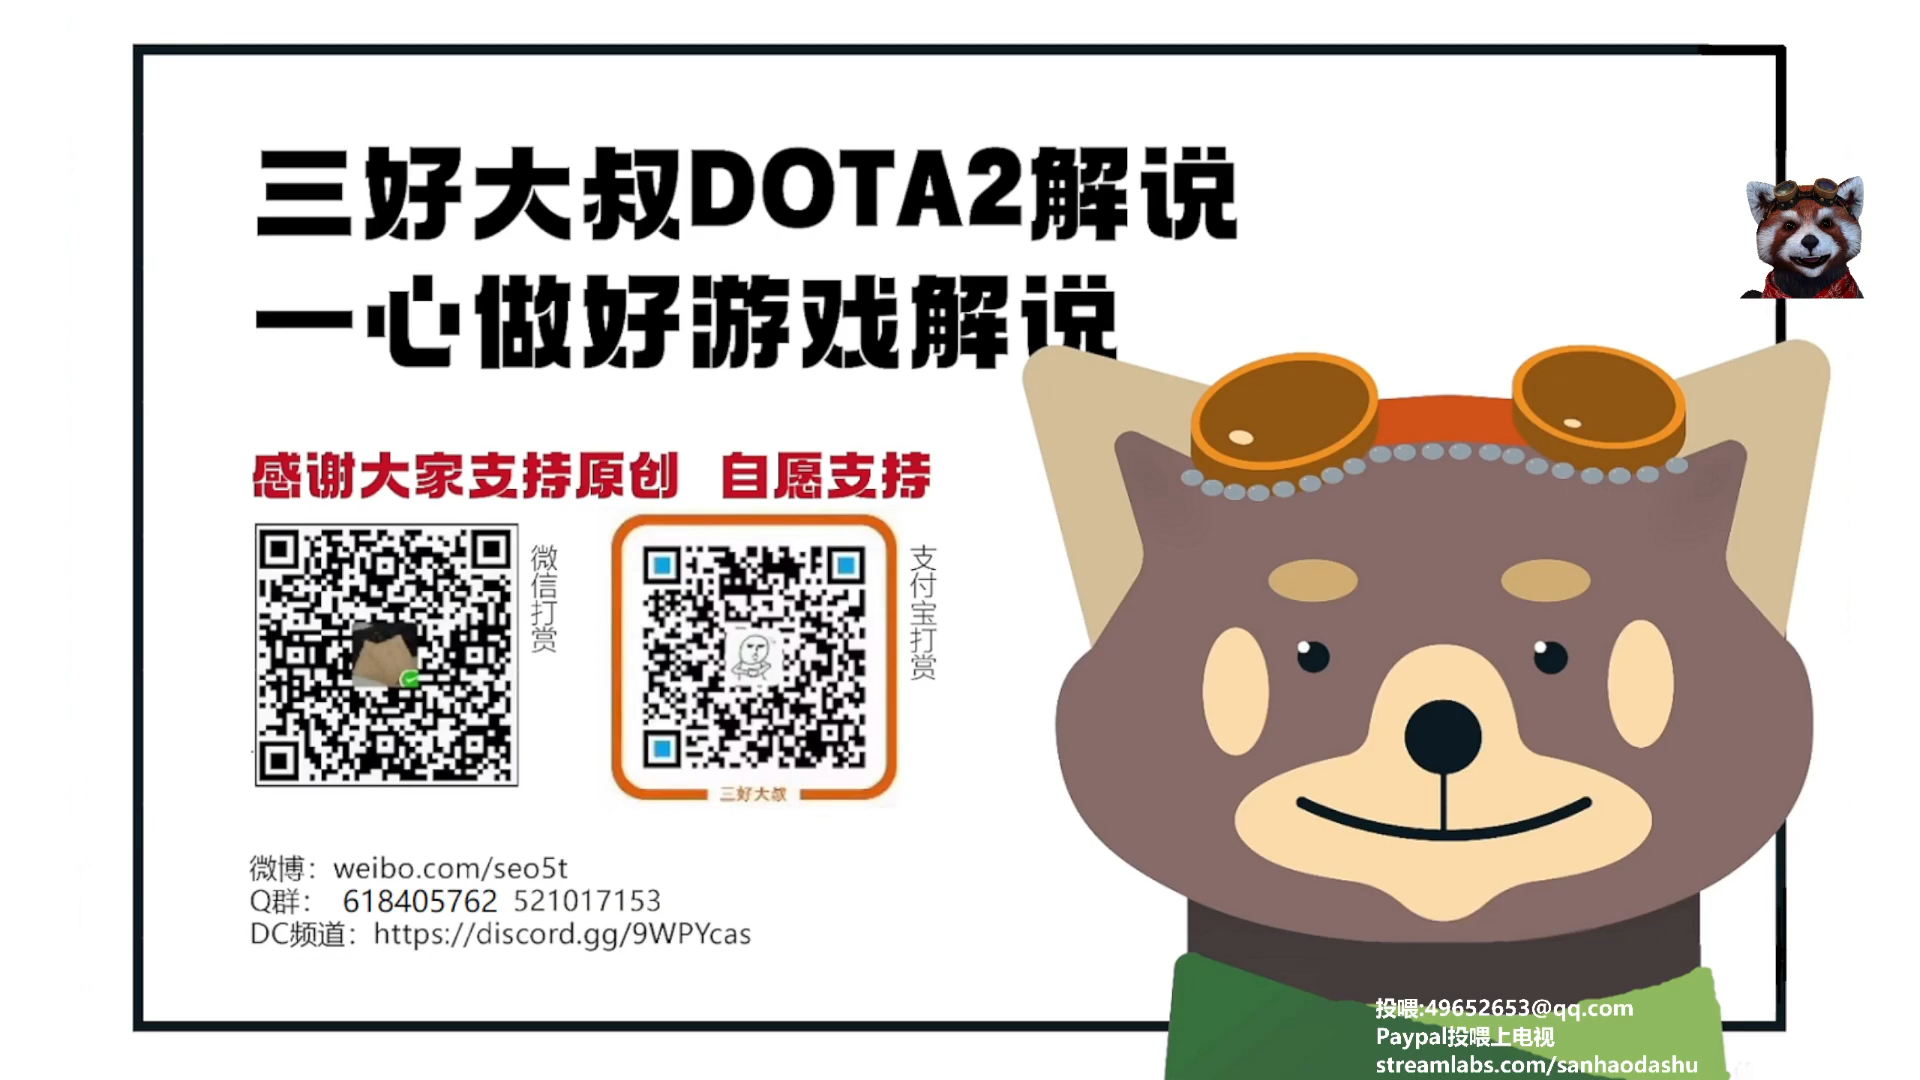 三好大叔DOTA2解说
一心做好游戏解说
感谢大家支持原创 自愿支持
微信打赏
支付宝打赏
三好大叔
微博：weibo.com/seo5t
Q群： 618405762 521017153
DC频道：https://discord.gg/9WPYcas
投喂:49652653@qq.com
Paypal投喂上电视
streamlabs.com/sanhaodashu